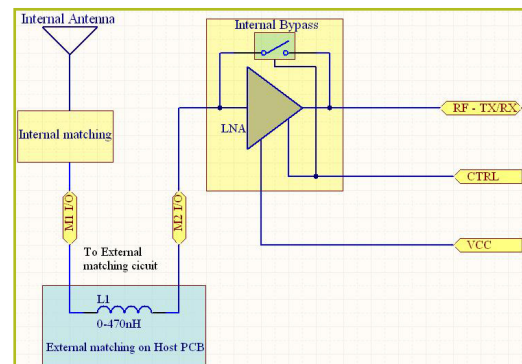 Internal Antenna
Internal Bypass
LNA
RF - TX/RX
Internal matching
CTRL
M1 I/O
M2 I/O
VCC
To External
matching cicuit
L1
0-470nH
External matching on Host PCB